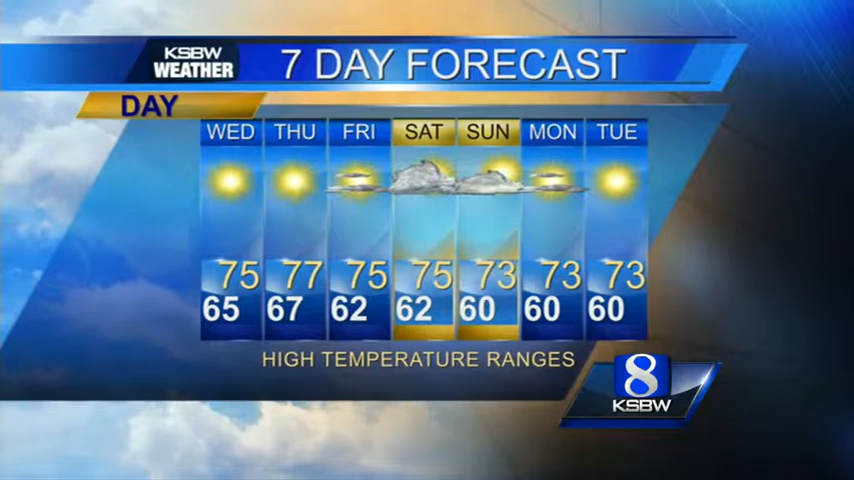 KSBW
WEATHER
7 DAY FORECAST
DAY
WED THU FRI SAT SUN MON TUE
75 77 75 75 73 73 73
65 67 62 62 60 60 60
HIGH TEMPERATURE RANGES
8
KSBW